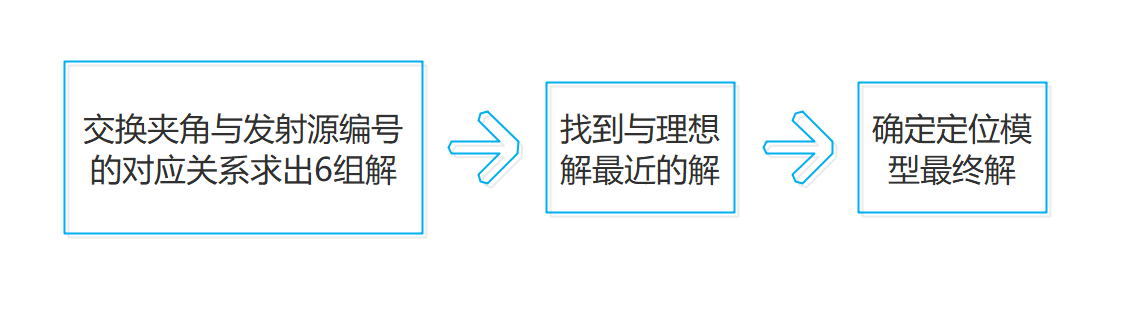 交换夹角与发射源编号
的对应关系求出6组解
找到与理想
解最近的解
确定定位模
型最终解